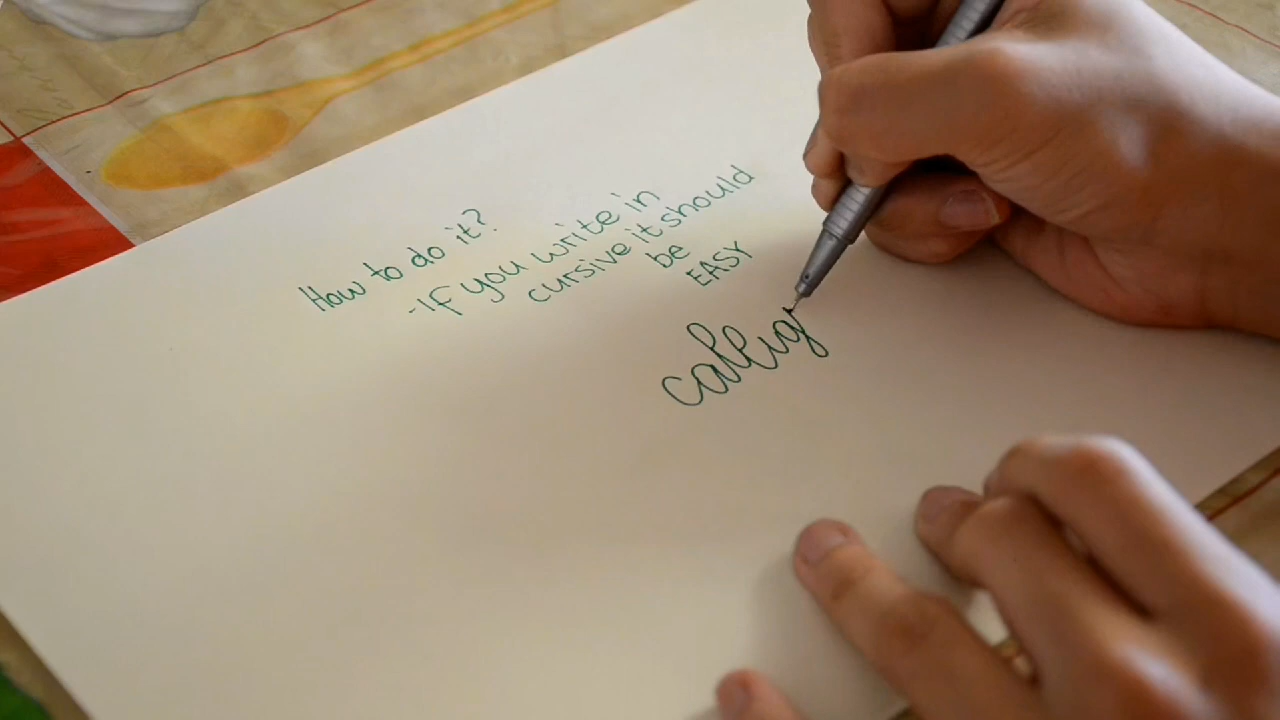 How to do it?
-If you write in
cursive it should
be
EASY
callig